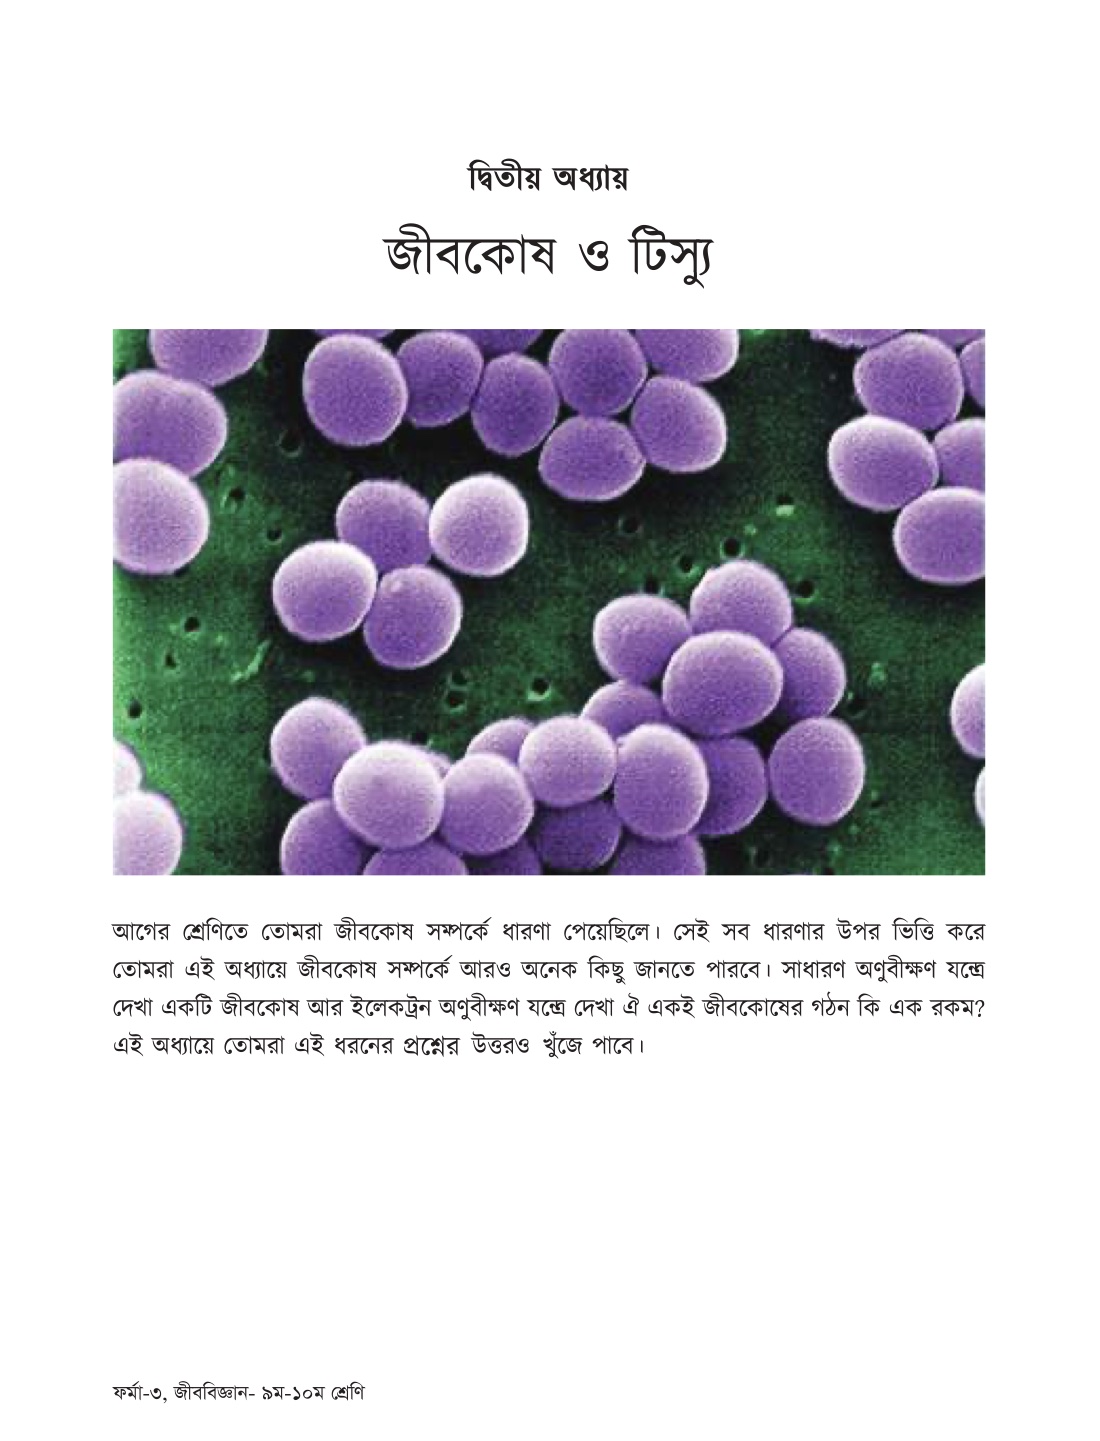 দ্বিতীয় অধ্যায়
জীবকোষ ও টিস্যু
আগের শ্রেণিতে তোমরা জীবকোষ সম্পর্কে ধারণা পেয়েছিলে। সেই সব ধারণার উপর ভিত্তি করে
তোমরা এই অধ্যায়ে জীবকোষ সম্পর্কে আরও অনেক কিছু জানতে পারবে। সাধারণ অণুবীক্ষণ যন্ত্রে
দেখা একটি জীবকোষ আর ইলেকট্রন অণুবীক্ষণ যন্ত্রে দেখা ঐ একই জীবকোষের গঠন কি এক রকম?
এই অধ্যায়ে তোমরা এই ধরনের প্রশ্নের উত্তরও খুঁজে পাবে।
ফর্মা-৩, জীববিজ্ঞান- ৯ম-১০ম শ্রেণি